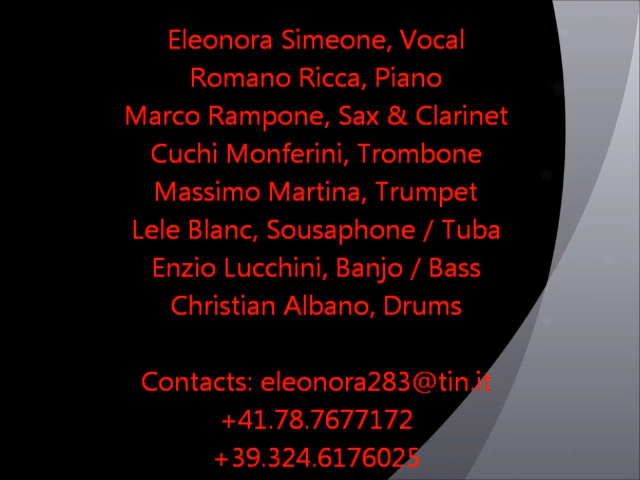 Eleonora Simeone, Vocal
Romano Ricca, Piano
Marco Rampone, Sax & Clarinet
Cuchi Monferini, Trombone
Massimo Martina, Trumpet
Lele Blanc, Sousaphone / Tuba
Enzio Lucchini, Banjo / Bass
Christian Albano, Drums
Contacts: eleonora283@tin.it
+41.78.7677172
+39.324.6176025